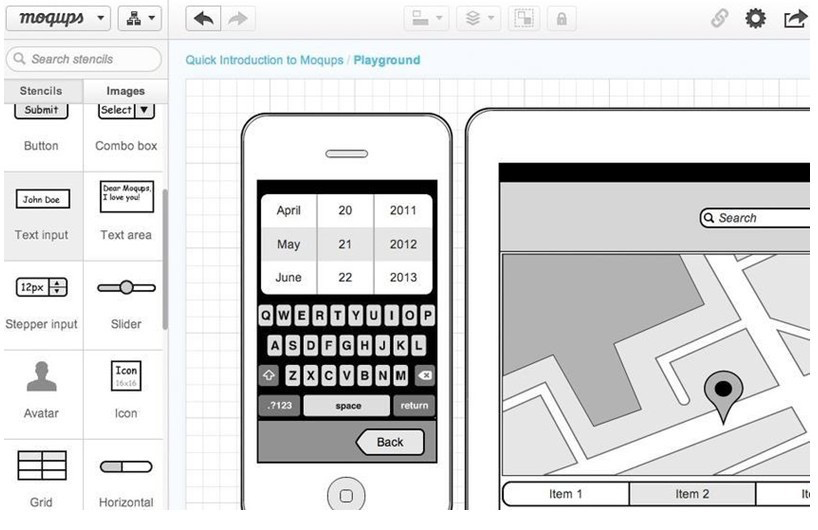 moqups
Search stencils
Stencils Images
Submit Select
Button Combo box
John Doe
Dear Moqups,
I love you!
Text input Text area
12px
Stepper input Slider
Icon
16x16
Avatar Icon
Grid Horizontal
Quick Introduction to Moqups / Playground
April 20 2011
May 21 2012
June 22 2013
Q W E R T Y U I O P
A S D F G H J K L
Z X C V B N M
.?123 space return
Back
Search
Item 1 Item 2 It